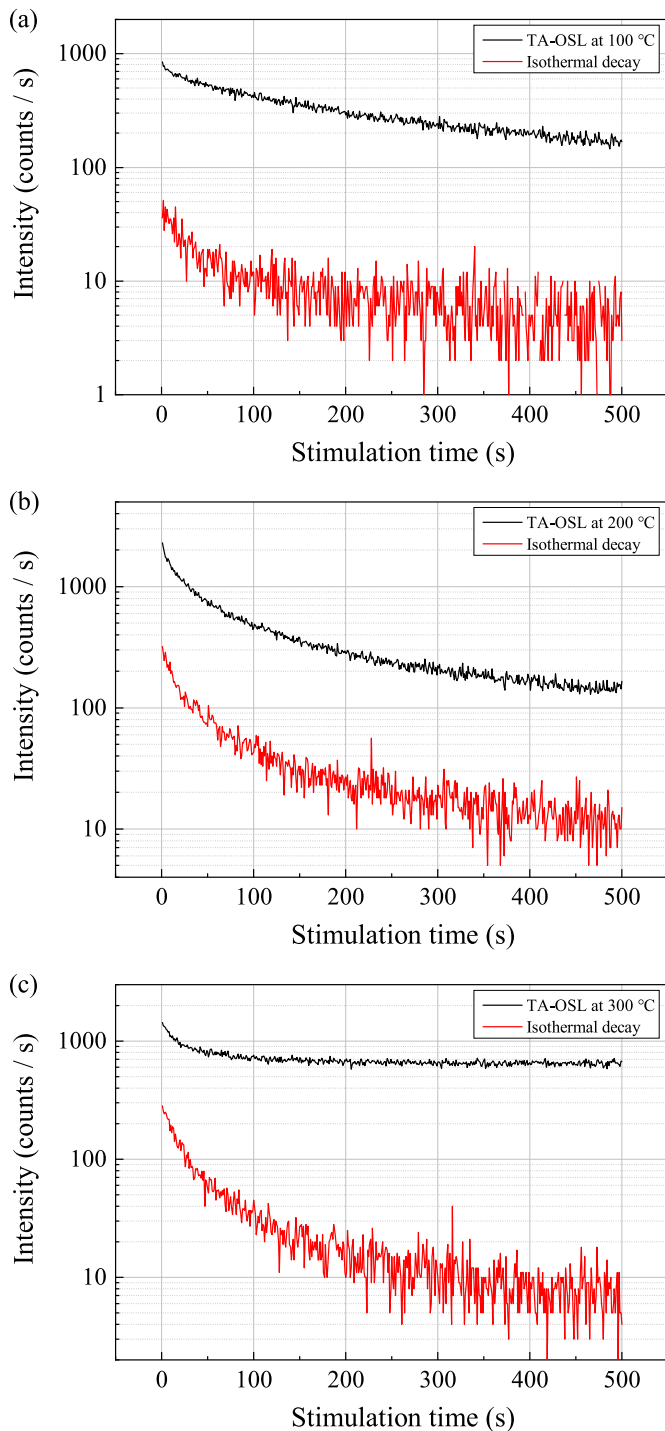 (a)
TA-OSL at 100 °C
Isothermal decay
1000
100
10
1
Intensity (counts / s)
0 100 200 300 400 500
Stimulation time (s)
(b)
TA-OSL at 200 °C
Isothermal decay
1000
100
10
Intensity (counts / s)
0 100 200 300 400 500
Stimulation time (s)
(c)
TA-OSL at 300 °C
Isothermal decay
1000
100
10
Intensity (counts / s)
0 100 200 300 400 500
Stimulation time (s)